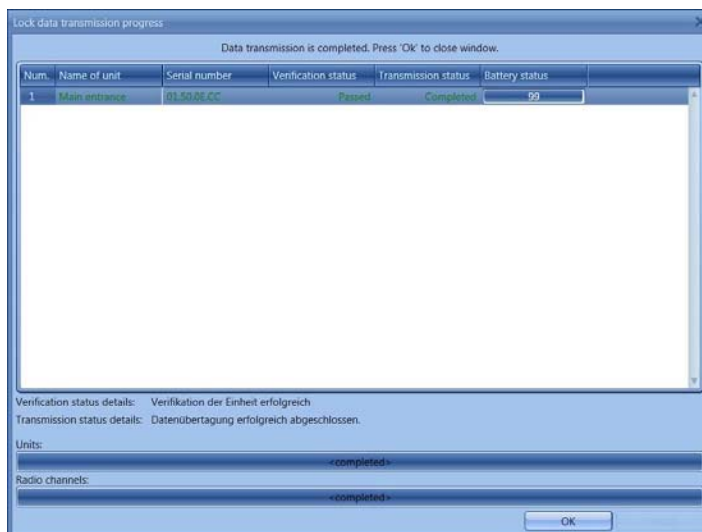 Lock data transmission progress
Data transmission is completed. Press 'Ok' to close window.
Num. Name of unit Serial number Verification status Transmission status Battery status
1 Main entrance 01.50.0E.CC Passed Completed 99
Verification status details: Verifikation der Einheit erfolgreich
Transmission status details: Datenübertagung erfolgreich abgeschlossen.
Units:
<completed>
Radio channels:
<completed>
OK